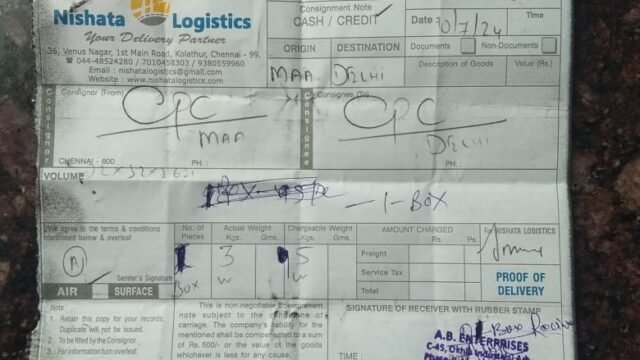 Nishata Logistics
Your Delivery Partner
36, Venus Nagar, 1st Main Road, Kolathur, Chennai - 99.
☎ 044-48524280 / 7010458303 / 9380559960
Email : nishatalogistics@gmail.com
Website : www.nishatalogistics.com
Consignment Note
CASH / CREDIT
Date :
10/7/24
Time
ORIGIN
DESTINATION
Documents
Non-Documents
MAA
DELHI
Description of Goods
Value (Rs.)
Consignor
Consignor (From)
CPC
MAA
CHENNAI - 600
PH. :
Consignee
Consignee (To)
CPC
DELHI
PH. :
VOLUME
- 1 - BOX
We agree to the terms & conditions
mentioned below & overleaf
No. of
Pieces
Actual Weight
Kgs. Gms.
Chargeable Weight
Kgs. Gms.
AMOUNT CHARGED
Rs. Ps.
For NISHATA LOGISTICS
1
BOX
3
5
Freight
Service Tax
Total
Sender's Signature
AIR
SURFACE
PROOF OF
DELIVERY
Note :
1. Retain this copy for your records.
Duplicate will not be issued.
2. To be filled by the Consignor.
3. For information turn overleaf.
This is non-negotiable consignment
note subject to the conditions of
carriage. The company's liability for
the mentioned shall be compensated to a sum
of Rs. 500/- or the value of the goods
whichever is less for any cause.
SIGNATURE OF RECEIVER WITH RUBBER STAMP
Box
A.B. ENTERPRISES
TIME :